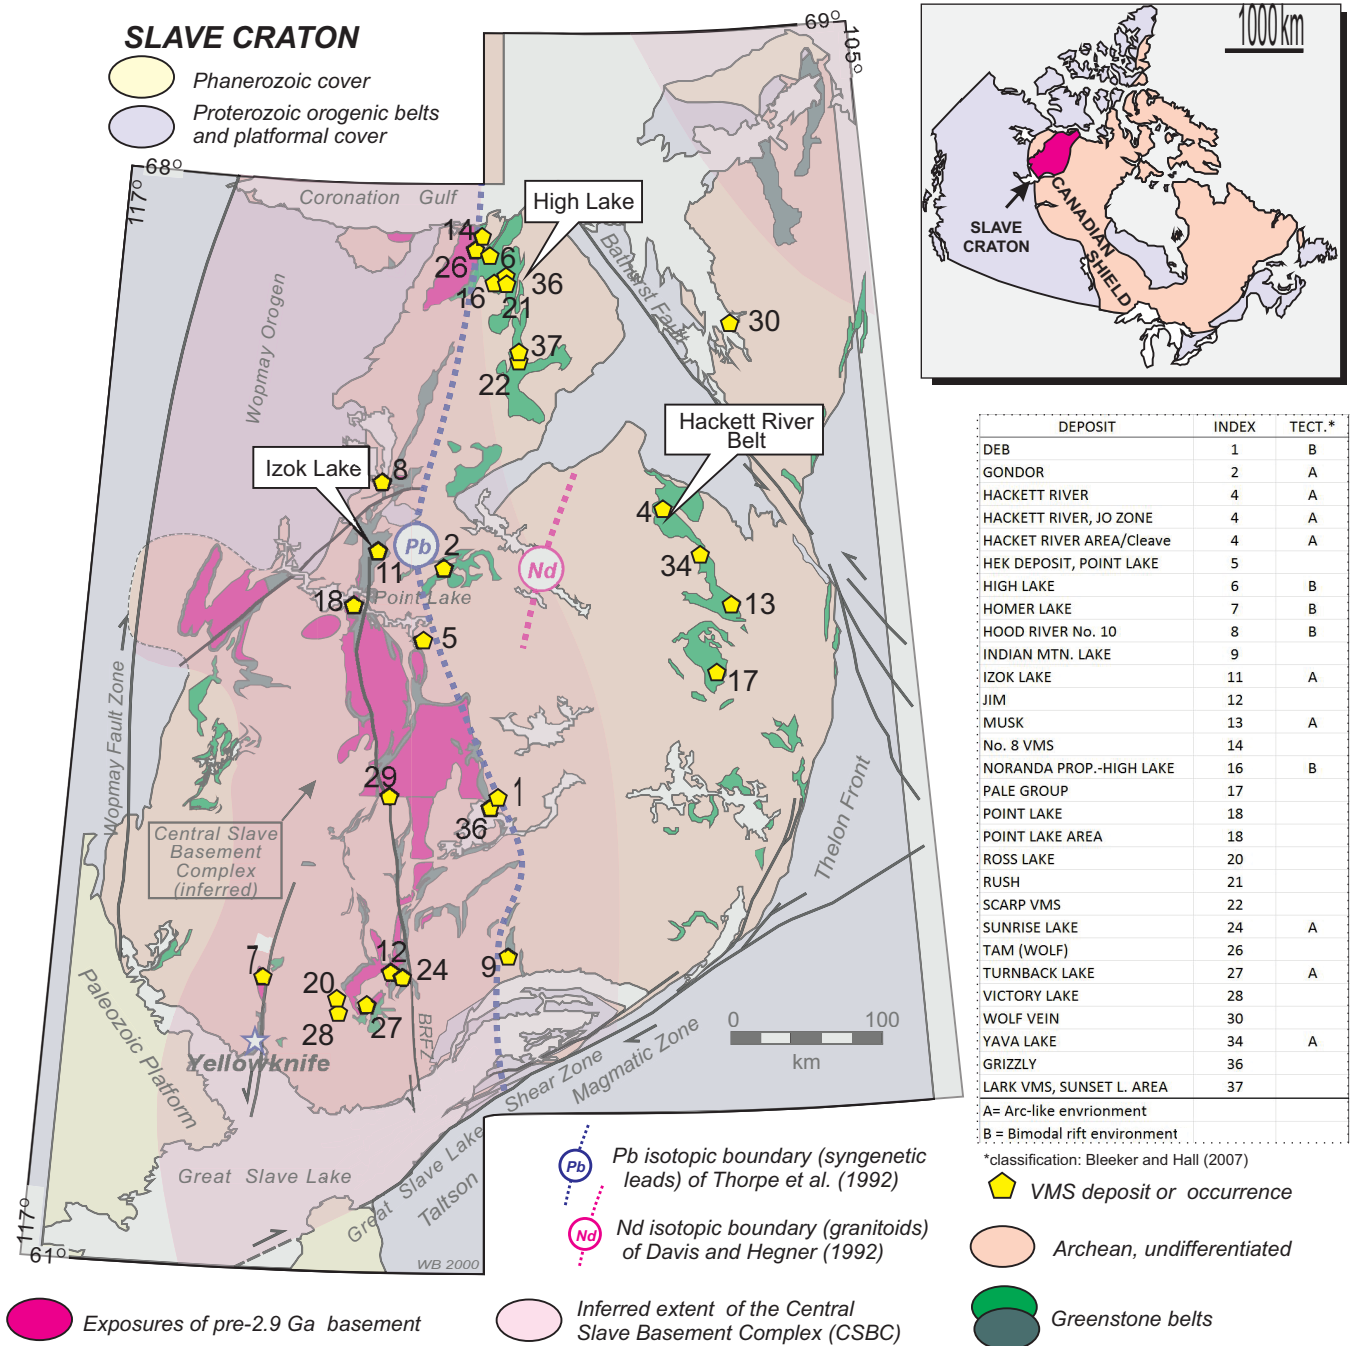 SLAVE CRATON
Phanerozoic cover
Proterozoic orogenic belts
and platformal cover
68°
117°
69°
105°
1000 km
SLAVE
CRATON
CANADIAN
SHIELD
Coronation Gulf
High Lake
14
26
6
16
36
21
37
22
30
Bathurst Fault
Wopmay Orogen
Hackett River
Belt
Izok Lake
8
4
Pb
2
Nd
11
34
18
Point Lake
13
5
17
Wopmay Fault Zone
29
1
36
Central Slave
Basement
Complex
(inferred)
Thelon Front
7
12
24
9
20
28
27
BRFZ
Yellowknife
Paleozoic Platform
0
100
km
Shear Zone
Magmatic Zone
Great Slave Lake
Great Slave Lake
Taltson
117°
61°
WB 2000
DEPOSIT INDEX TECT.*
DEB 1 B
GONDOR 2 A
HACKETT RIVER 4 A
HACKETT RIVER, JO ZONE 4 A
HACKET RIVER AREA/Cleave 4 A
HEK DEPOSIT, POINT LAKE 5
HIGH LAKE 6 B
HOMER LAKE 7 B
HOOD RIVER No. 10 8 B
INDIAN MTN. LAKE 9
IZOK LAKE 11 A
JIM 12
MUSK 13 A
No. 8 VMS 14
NORANDA PROP.-HIGH LAKE 16 B
PALE GROUP 17
POINT LAKE 18
POINT LAKE AREA 18
ROSS LAKE 20
RUSH 21
SCARP VMS 22
SUNRISE LAKE 24 A
TAM (WOLF) 26
TURNBACK LAKE 27 A
VICTORY LAKE 28
WOLF VEIN 30
YAVA LAKE 34 A
GRIZZLY 36
LARK VMS, SUNSET L. AREA 37
A= Arc-like envrionment
B = Bimodal rift environment
*classification: Bleeker and Hall (2007)
VMS deposit or occurrence
Archean, undifferentiated
Greenstone belts
Pb
Pb isotopic boundary (syngenetic
leads) of Thorpe et al. (1992)
Nd
Nd isotopic boundary (granitoids)
of Davis and Hegner (1992)
Exposures of pre-2.9 Ga basement
Inferred extent of the Central
Slave Basement Complex (CSBC)